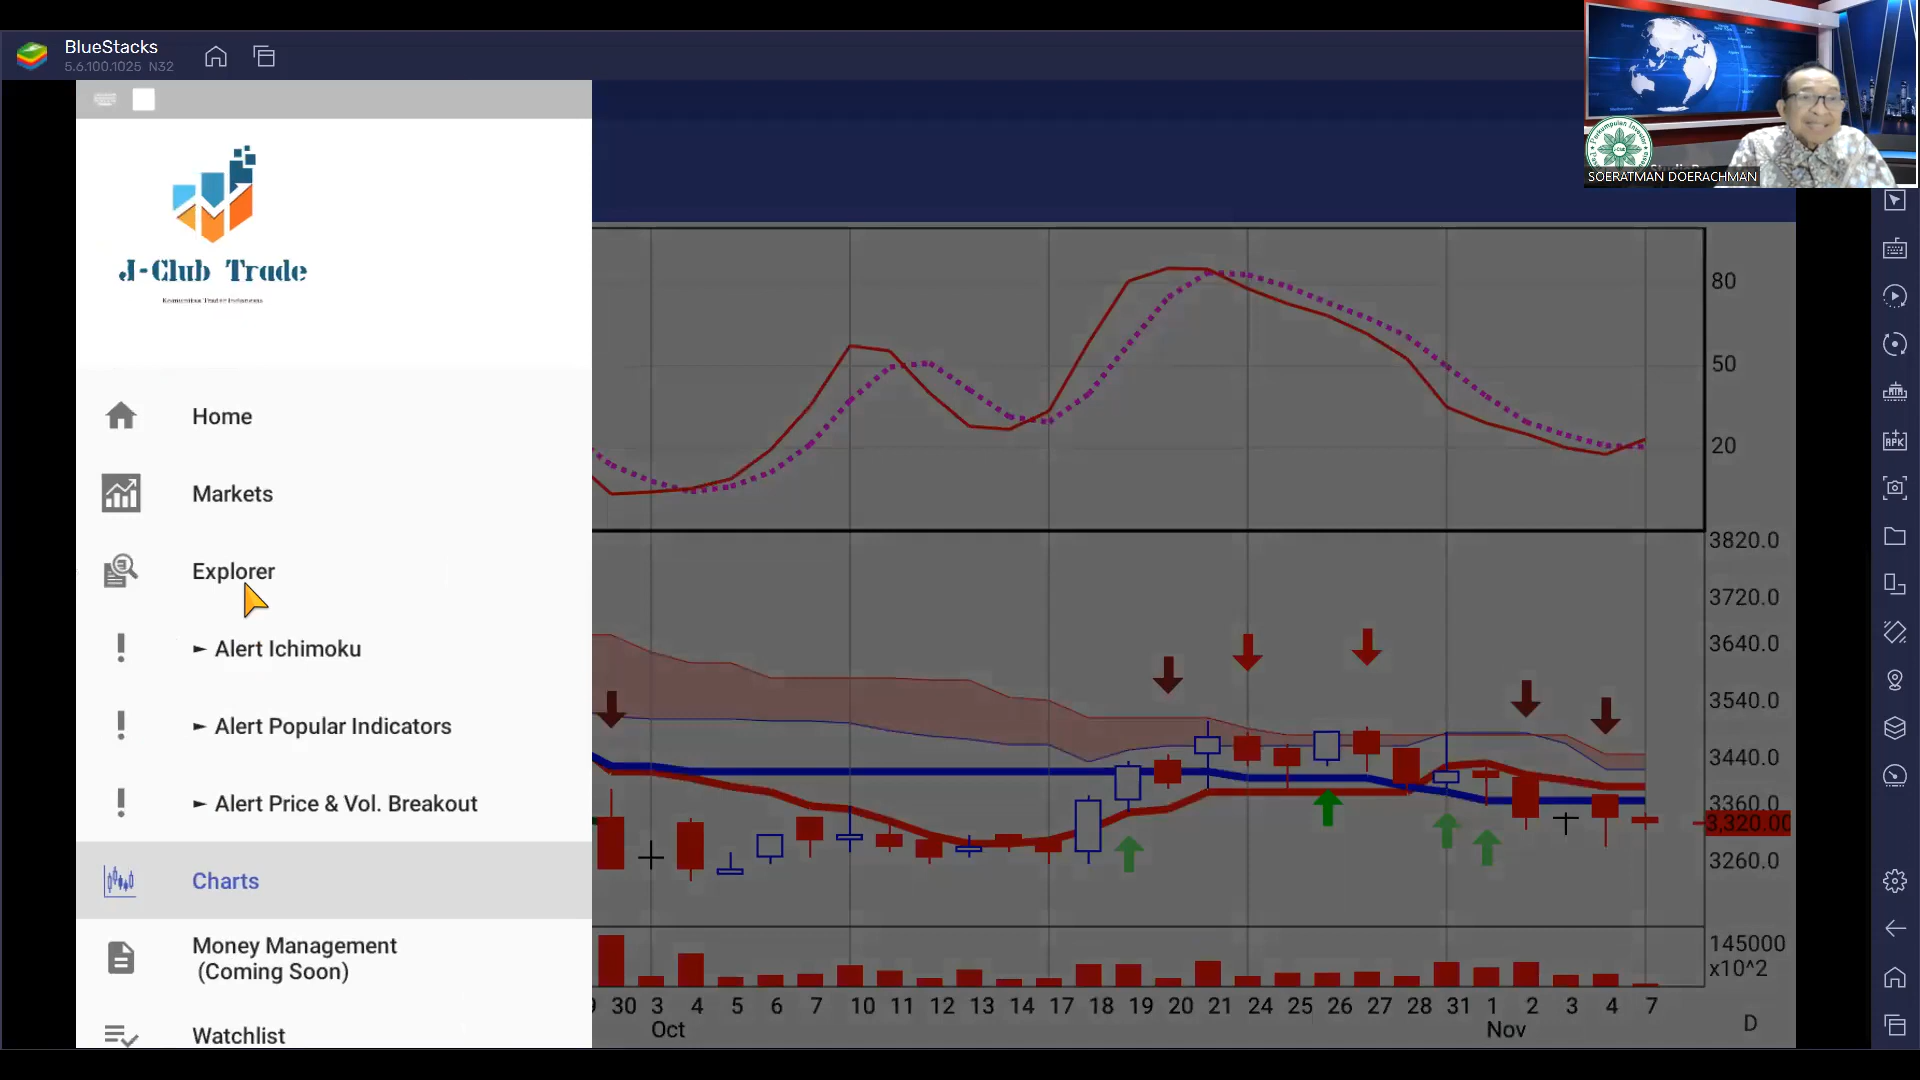 BlueStacks
5.6.100.1025 N32
SOERATMAN DOERACHMAN
J-Club Trade
Komunitas Trader Indonesia
Home
Markets
Explorer
► Alert Ichimoku
► Alert Popular Indicators
► Alert Price & Vol. Breakout
Charts
Money Management
(Coming Soon)
Watchlist
80
50
20
3820.0
3720.0
3640.0
3540.0
3440.0
3360.0
3,320.00
3260.0
145000
x10^2
30 3 4 5 6 7 10 11 12 13 14 17 18 19 20 21 24 25 26 27 28 31 1 2 3 4 7
Oct Nov D